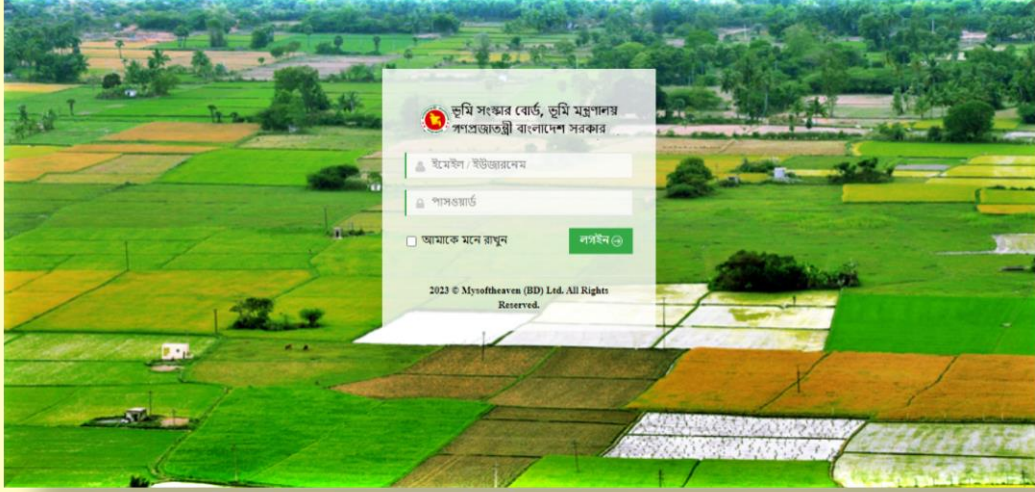 ভূমি সংস্কার বোর্ড, ভূমি মন্ত্রণালয়
গণপ্রজাতন্ত্রী বাংলাদেশ সরকার
ইমেইল / ইউজারনেম
পাসওয়ার্ড
আমাকে মনে রাখুন
লগইন
2023 © Mysoftheaven (BD) Ltd. All Rights
Reserved.